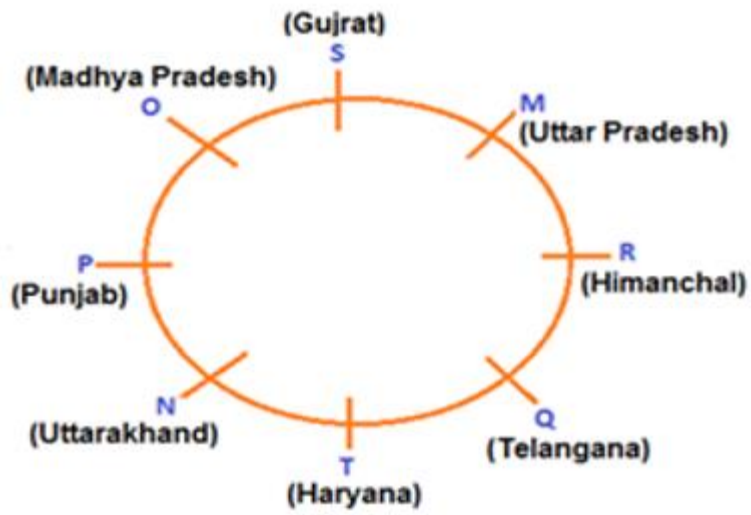 (Gujrat)
S
(Madhya Pradesh)
O
M
(Uttar Pradesh)
P
(Punjab)
R
(Himanchal)
N
(Uttarakhand)
Q
(Telangana)
T
(Haryana)